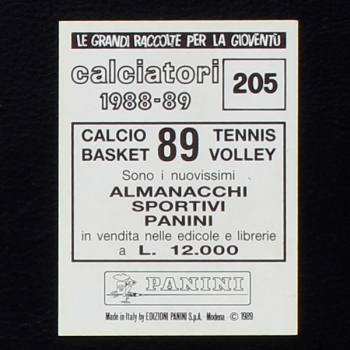 LE GRANDI RACCOLTE PER LA GIOVENTÙ
calciatori
1988-89
205
CALCIO 89 TENNIS
BASKET VOLLEY
Sono i nuovissimi
ALMANACCHI
SPORTIVI
PANINI
in vendita nelle edicole e librerie
a L. 12.000
PANINI
Made in Italy by EDIZIONI PANINI S.p.A. - Modena - © 1989